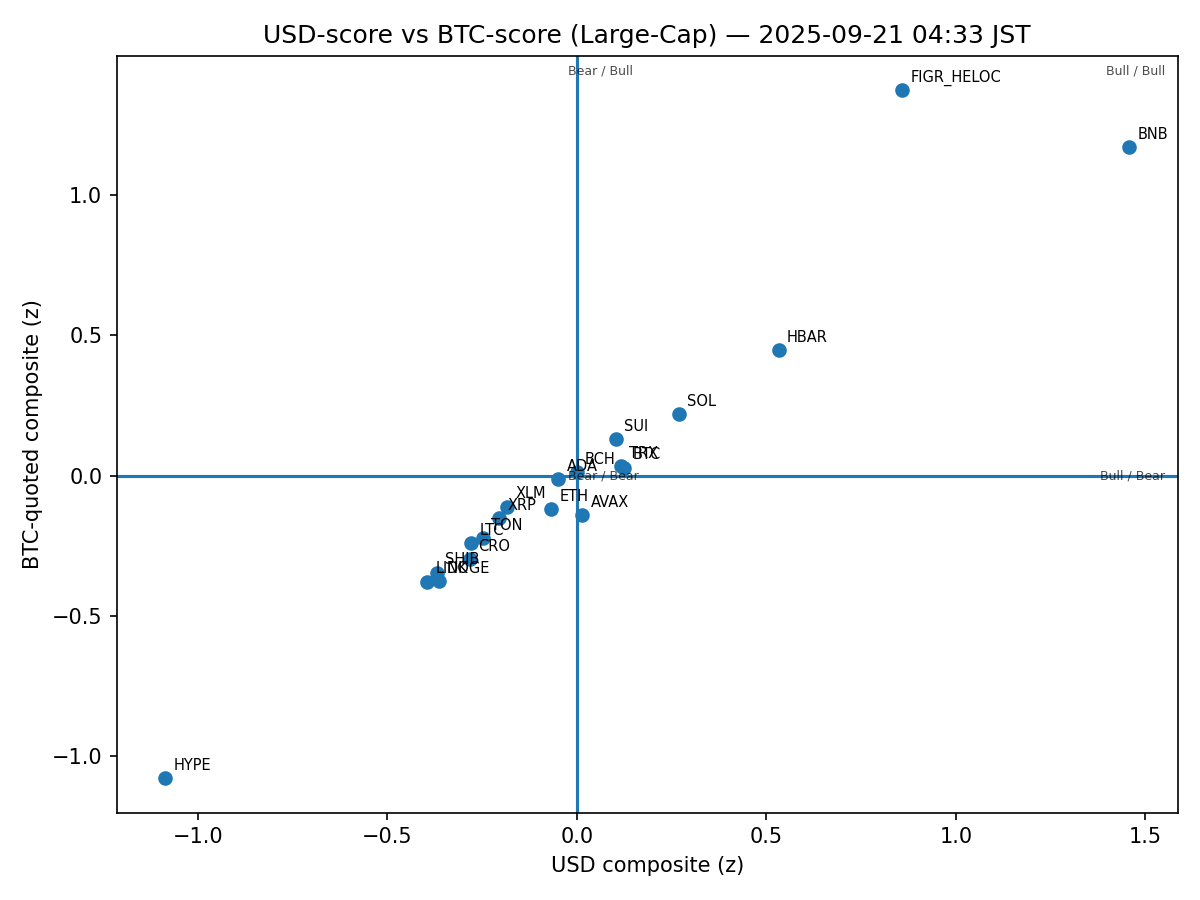 USD-score vs BTC-score (Large-Cap) — 2025-09-21 04:33 JST
Bear / Bull
Bull / Bull
FIGR_HELOC
BNB
1.0
0.5
HBAR
SOL
SUI
TRX
BTC
BCH
ADA
0.0
Bear / Bear
Bull / Bear
XLM
ETH
AVAX
XRP
TON
LTC
CRO
SHIB
LINK
DOGE
−0.5
−1.0
HYPE
BTC-quoted composite (z)
−1.0
−0.5
0.0
0.5
1.0
1.5
USD composite (z)